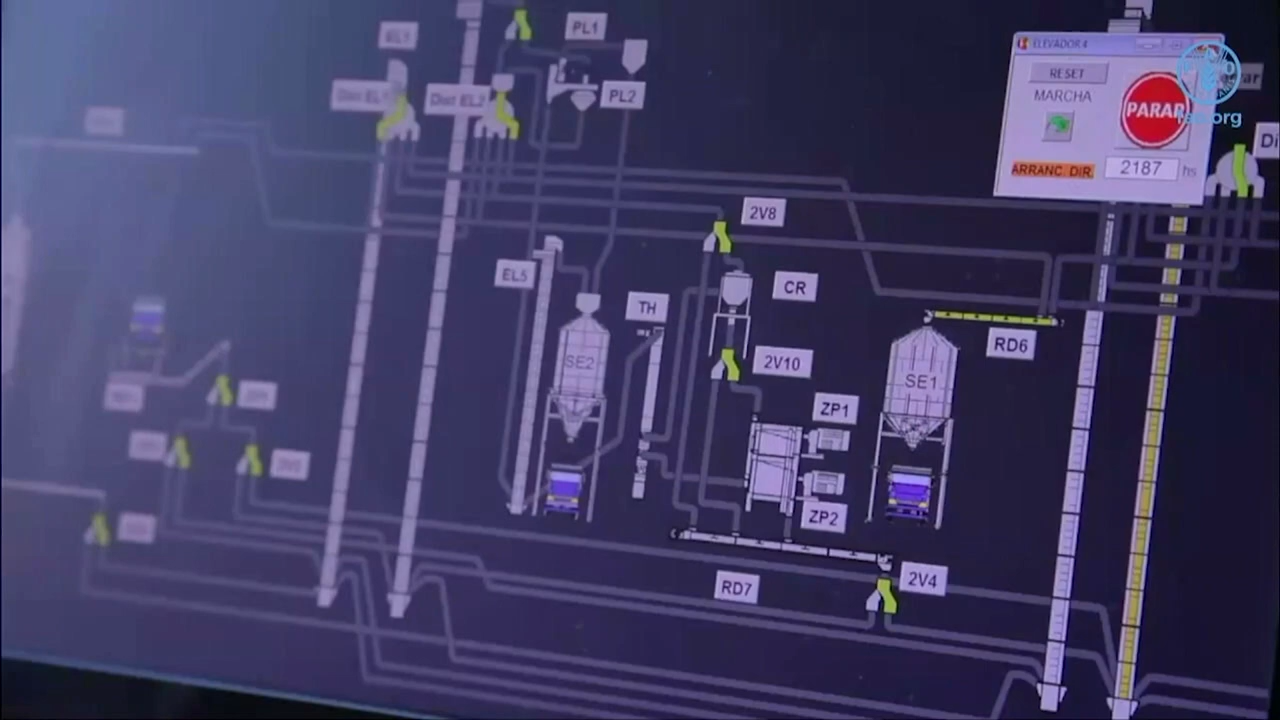 EL1
PL1
PL2
Dist EL1
Dist EL2
ELEVADOR 4
RESET
MARCHA
PARAR
ARRANC. DIR.
2187 hs
fao.org
Di
2V8
EL5
TH
CR
SE2
2V10
RD6
SE1
ZP1
ZP2
RD7
2V4